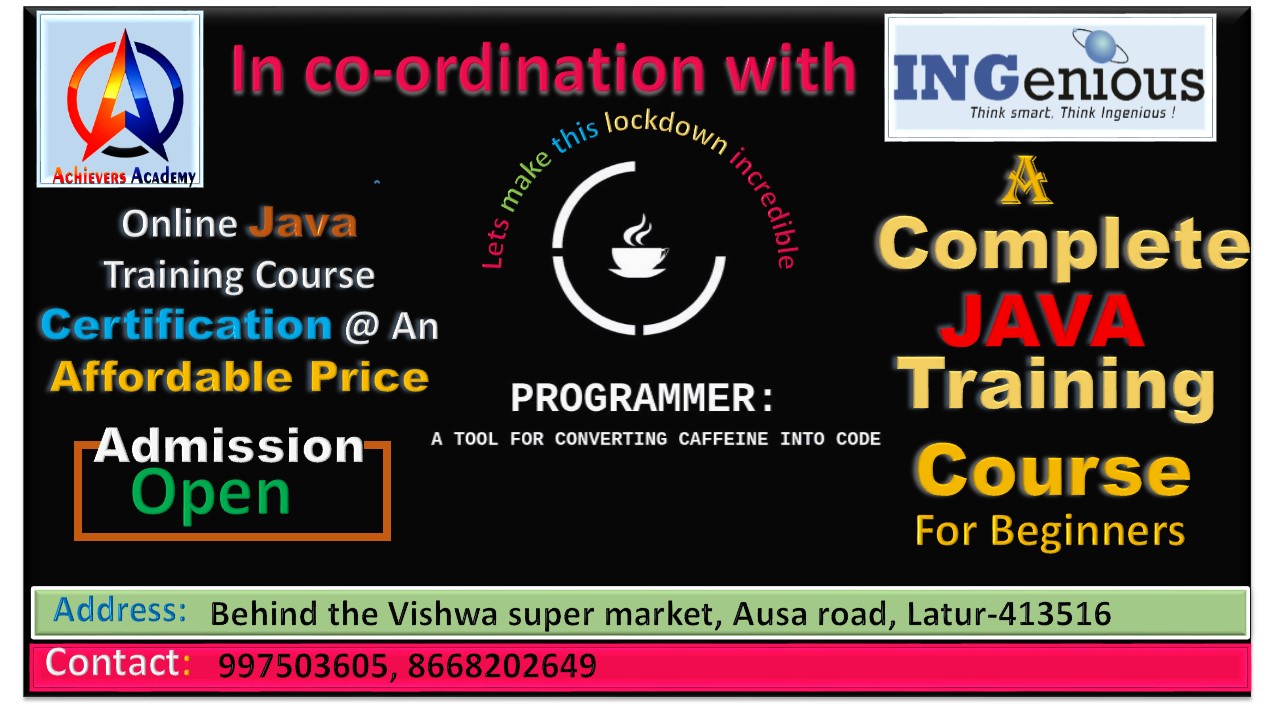 Achievers Academy
In co-ordination with
INGenious
Think smart, Think Ingenious !
Lets make this lockdown incredible
Online Java
Training Course
Certification @ An
Affordable Price
Admission
Open
PROGRAMMER:
A TOOL FOR CONVERTING CAFFEINE INTO CODE
A
Complete
JAVA
Training
Course
For Beginners
Address: Behind the Vishwa super market, Ausa road, Latur-413516
Contact: 997503605, 8668202649